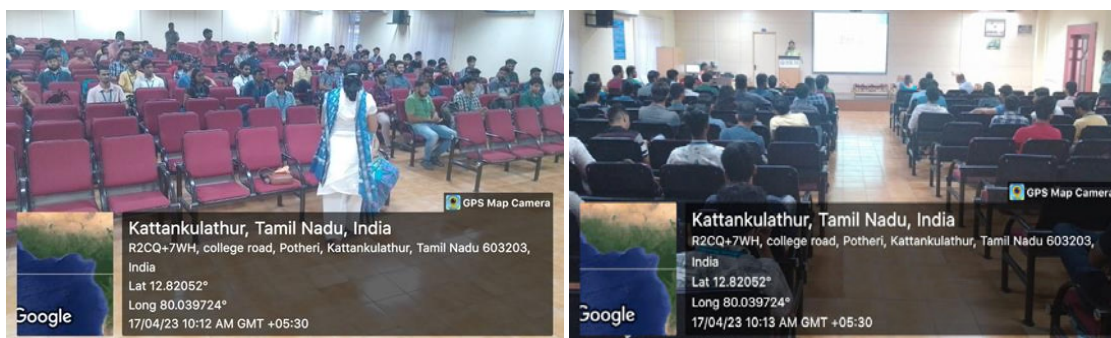 GPS Map Camera
Kattankulathur, Tamil Nadu, India
R2CQ+7WH, college road, Potheri, Kattankulathur, Tamil Nadu 603203,
India
Lat 12.82052°
Long 80.039724°
17/04/23 10:12 AM GMT +05:30
Google
GPS Map Camera
Kattankulathur, Tamil Nadu, India
R2CQ+7WH, college road, Potheri, Kattankulathur, Tamil Nadu 603203,
India
Lat 12.82052°
Long 80.039724°
17/04/23 10:13 AM GMT +05:30
Google